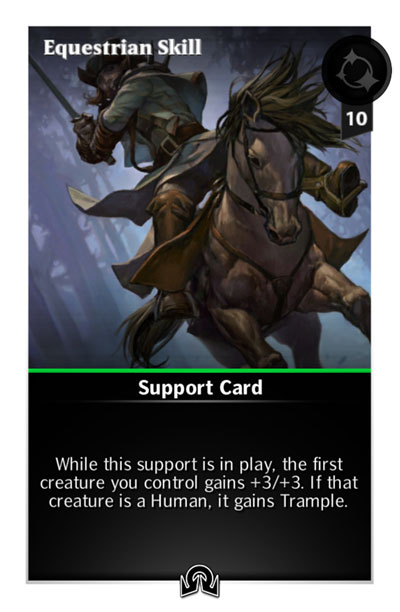 Equestrian Skill
10
Support Card
While this support is in play, the first
creature you control gains +3/+3. If that
creature is a Human, it gains Trample.